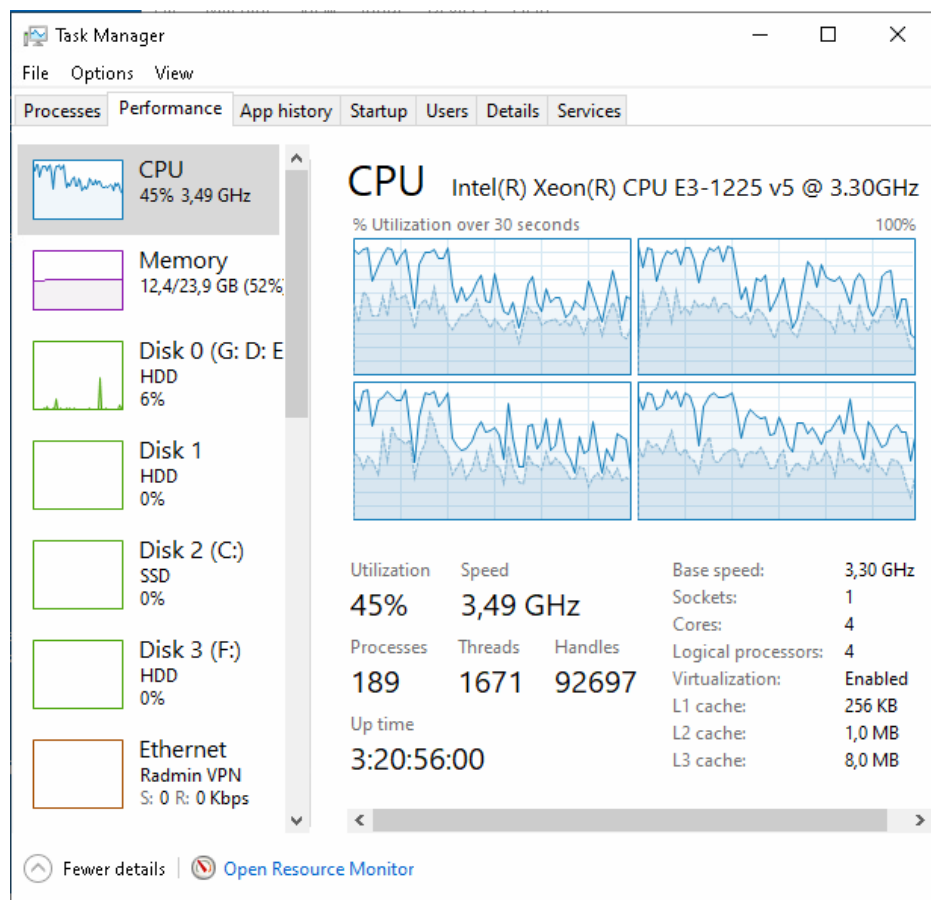 Task Manager
File Options View
Processes Performance App history Startup Users Details Services
CPU
45% 3,49 GHz
Memory
12,4/23,9 GB (52%
Disk 0 (G: D: E
HDD
6%
Disk 1
HDD
0%
Disk 2 (C:)
SSD
0%
Disk 3 (F:)
HDD
0%
Ethernet
Radmin VPN
S: 0 R: 0 Kbps
CPU Intel(R) Xeon(R) CPU E3-1225 v5 @ 3.30GHz
% Utilization over 30 seconds 100%
Utilization Speed
45% 3,49 GHz
Processes Threads Handles
189 1671 92697
Up time
3:20:56:00
Base speed: 3,30 GHz
Sockets: 1
Cores: 4
Logical processors: 4
Virtualization: Enabled
L1 cache: 256 KB
L2 cache: 1,0 MB
L3 cache: 8,0 MB
Fewer details Open Resource Monitor